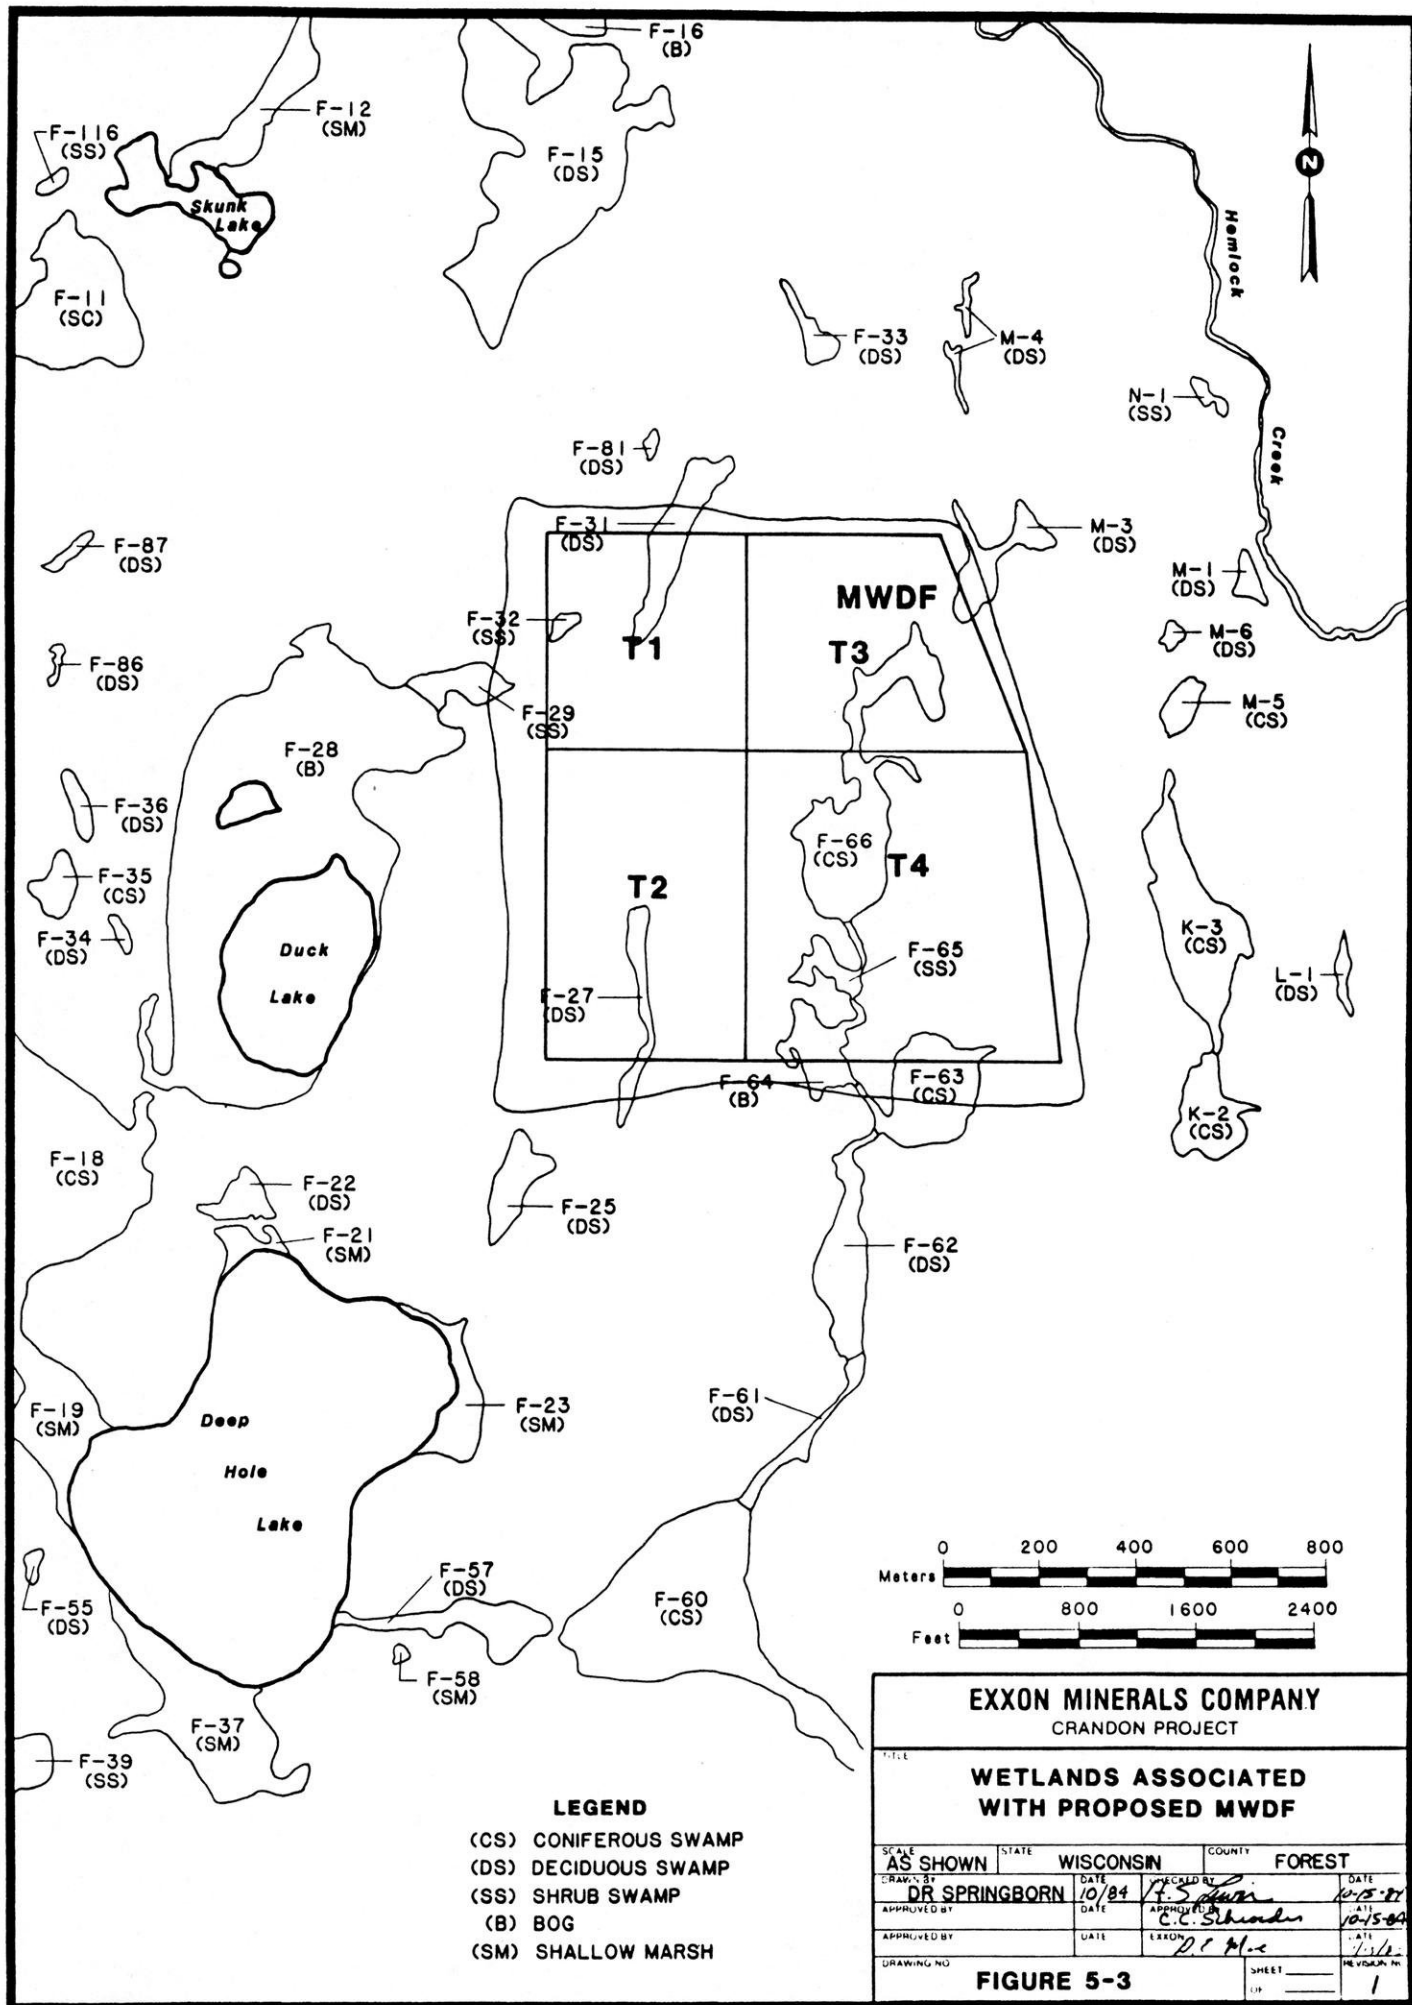 F-16
(B)
F-12
(SM)
F-116
(SS)
F-15
(DS)
N
Skunk
Lake
Hemlock
Creek
F-11
(SC)
F-33
(DS)
M-4
(DS)
N-1
(SS)
F-81
(DS)
F-31
(DS)
M-3
(DS)
F-87
(DS)
M-1
(DS)
MWDF
F-32
(SS)
T1
T3
M-6
(DS)
F-86
(DS)
F-29
(SS)
M-5
(CS)
F-28
(B)
F-36
(DS)
F-66
(CS)
T4
F-35
(CS)
T2
F-34
(DS)
Duck
Lake
F-65
(SS)
K-3
(CS)
L-1
(DS)
F-27
(DS)
F-64
(B)
F-63
(CS)
K-2
(CS)
F-18
(CS)
F-22
(DS)
F-25
(DS)
F-21
(SM)
F-62
(DS)
F-19
(SM)
F-23
(SM)
F-61
(DS)
Deep
Hole
Lake
0 200 400 600 800
Meters
0 800 1600 2400
Feet
F-57
(DS)
F-55
(DS)
F-60
(CS)
F-58
(SM)
F-37
(SM)
F-39
(SS)
LEGEND
(CS) CONIFEROUS SWAMP
(DS) DECIDUOUS SWAMP
(SS) SHRUB SWAMP
(B) BOG
(SM) SHALLOW MARSH
EXXON MINERALS COMPANY
CRANDON PROJECT
TITLE
WETLANDS ASSOCIATED
WITH PROPOSED MWDF
SCALE AS SHOWN STATE WISCONSIN COUNTY FOREST
DRAWN BY DR SPRINGBORN DATE 10/84 CHECKED BY DATE 10-15-84
APPROVED BY DATE APPROVED BY C.C. Schroeder DATE 10-15-84
APPROVED BY DATE EXXON DATE
DRAWING NO FIGURE 5-3 SHEET OF REVISION NO 1